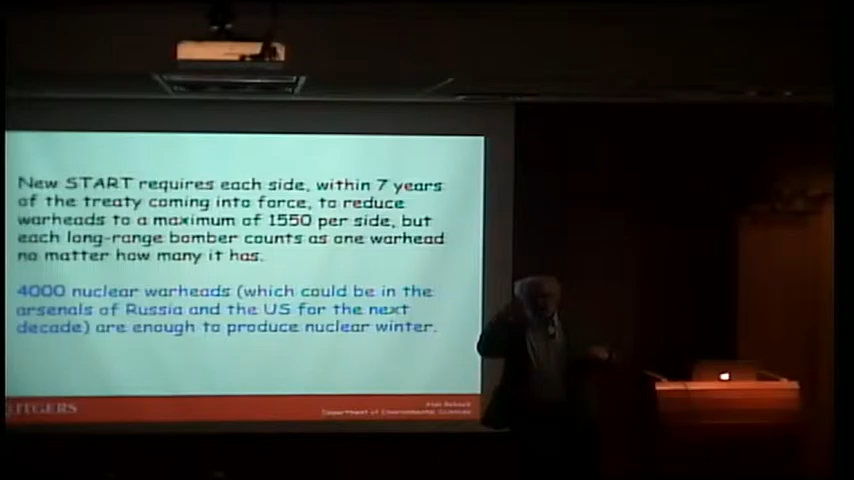 New START requires each side, within 7 years
of the treaty coming into force, to reduce
warheads to a maximum of 1550 per side, but
each long-range bomber counts as one warhead
no matter how many it has.
4000 nuclear warheads (which could be in the
arsenals of Russia and the US for the next
decade) are enough to produce nuclear winter.
RUTGERS
Alan Robock
Department of Environmental Sciences